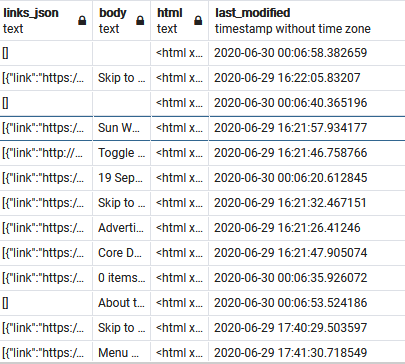 links_json body html last_modified
text text text timestamp without time zone
[] <html x... 2020-06-30 00:06:58.382659
[{"link":"https:/... Skip to ... <html x... 2020-06-29 16:22:05.83207
[] <html x... 2020-06-30 00:06:40.365196
[{"link":"https:/... Sun W... <html x... 2020-06-29 16:21:57.934177
[{"link":"http://... Toggle ... <html x... 2020-06-29 16:21:46.758766
[{"link":"https:/... 19 Sep... <html x... 2020-06-30 00:06:20.612845
[{"link":"https:/... Skip to ... <html x... 2020-06-29 16:21:32.467151
[{"link":"https:/... Adverti... <html x... 2020-06-29 16:21:26.41246
[{"link":"https:/... Core D... <html x... 2020-06-29 16:21:47.905074
[{"link":"https:/... 0 items... <html x... 2020-06-30 00:06:35.926072
[] About t... <html x... 2020-06-30 00:06:53.524186
[{"link":"https:/... Skip to ... <html x... 2020-06-29 17:40:29.503597
[{"link":"https:/... Menu ... <html x... 2020-06-29 17:41:30.718549